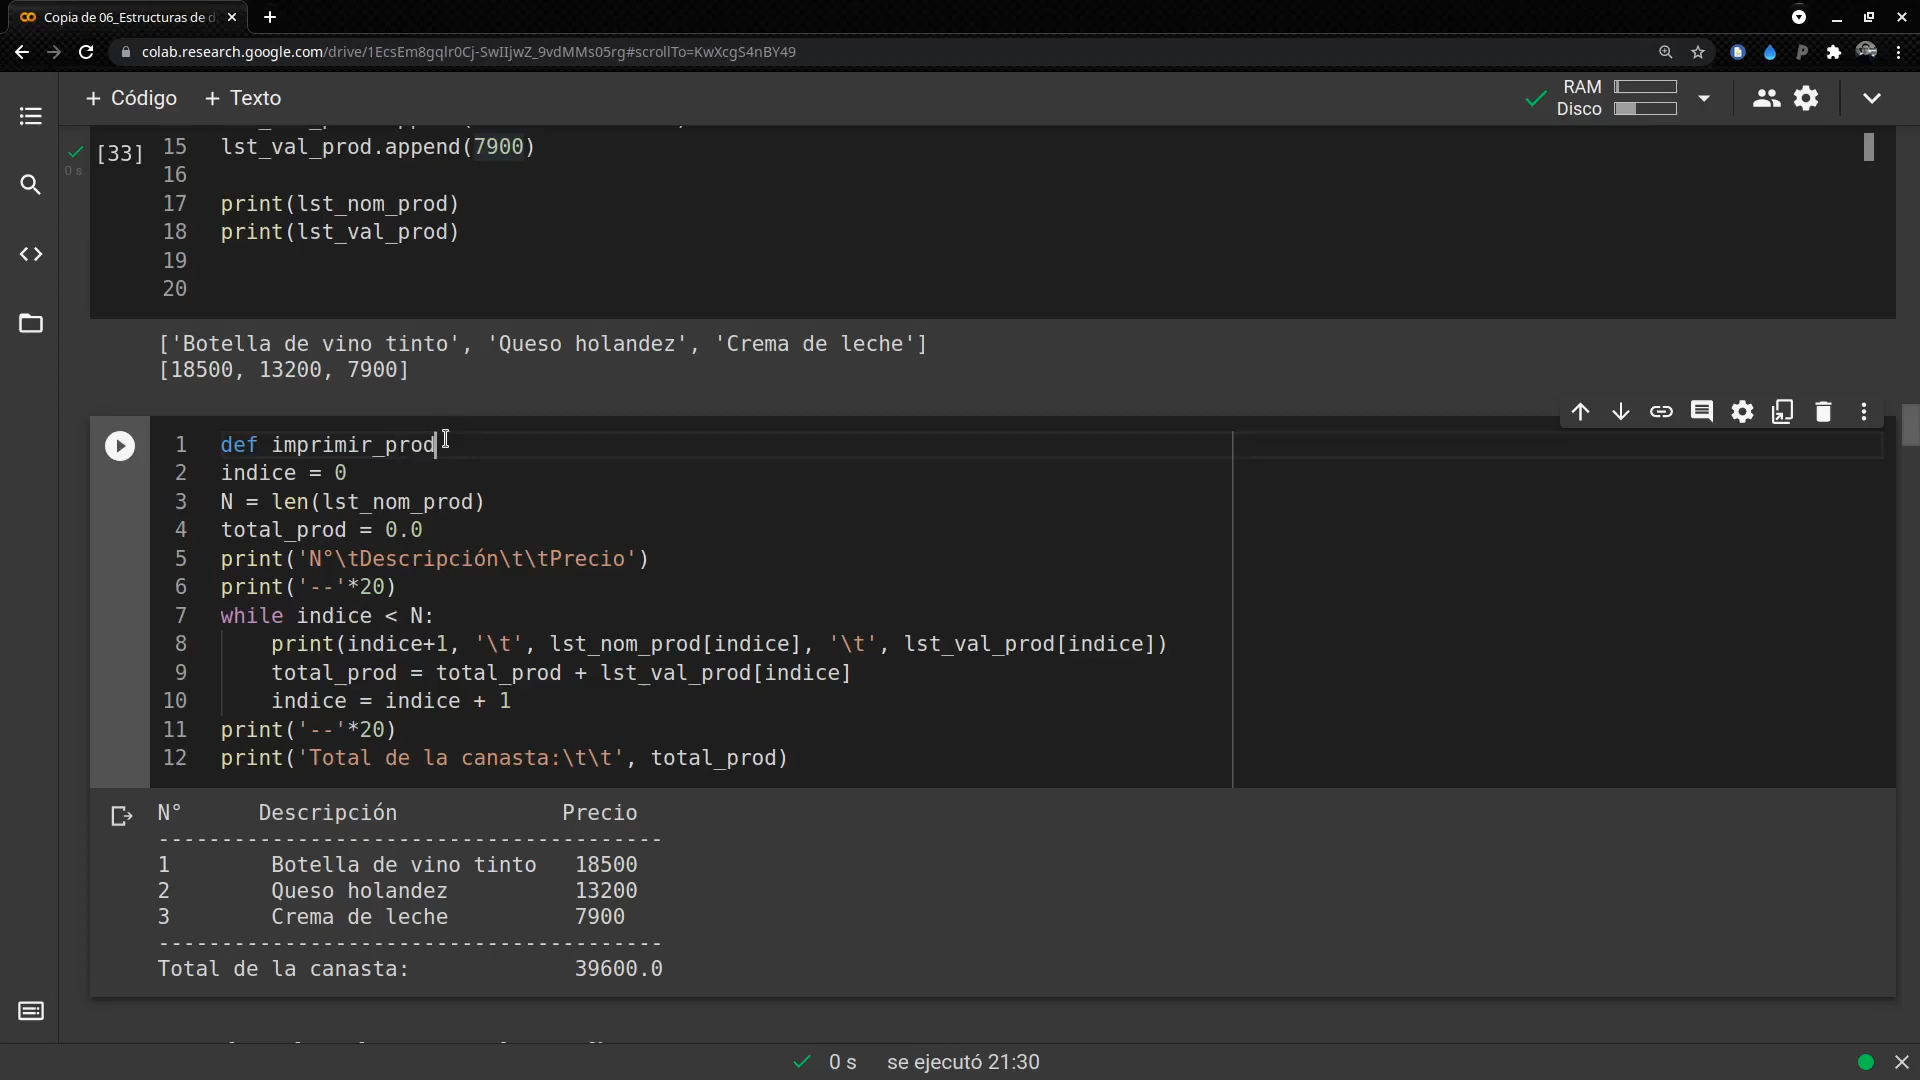 Copia de 06_Estructuras de d
colab.research.google.com/drive/1EcsEm8gqlr0Cj-SwIIjwZ_9vdMMs05rg#scrollTo=KwXcgS4nBY49
+ Código + Texto
RAM
Disco
[33]
0 s
15 lst_val_prod.append(7900)
16
17 print(lst_nom_prod)
18 print(lst_val_prod)
19
20
['Botella de vino tinto', 'Queso holandez', 'Crema de leche']
[18500, 13200, 7900]
1 def imprimir_prod
2 indice = 0
3 N = len(lst_nom_prod)
4 total_prod = 0.0
5 print('N°\tDescripción\t\tPrecio')
6 print('--'*20)
7 while indice < N:
8 print(indice+1, '\t', lst_nom_prod[indice], '\t', lst_val_prod[indice])
9 total_prod = total_prod + lst_val_prod[indice]
10 indice = indice + 1
11 print('--'*20)
12 print('Total de la canasta:\t\t', total_prod)
N° Descripción Precio
----------------------------------------
1 Botella de vino tinto 18500
2 Queso holandez 13200
3 Crema de leche 7900
----------------------------------------
Total de la canasta: 39600.0
0 s se ejecutó 21:30